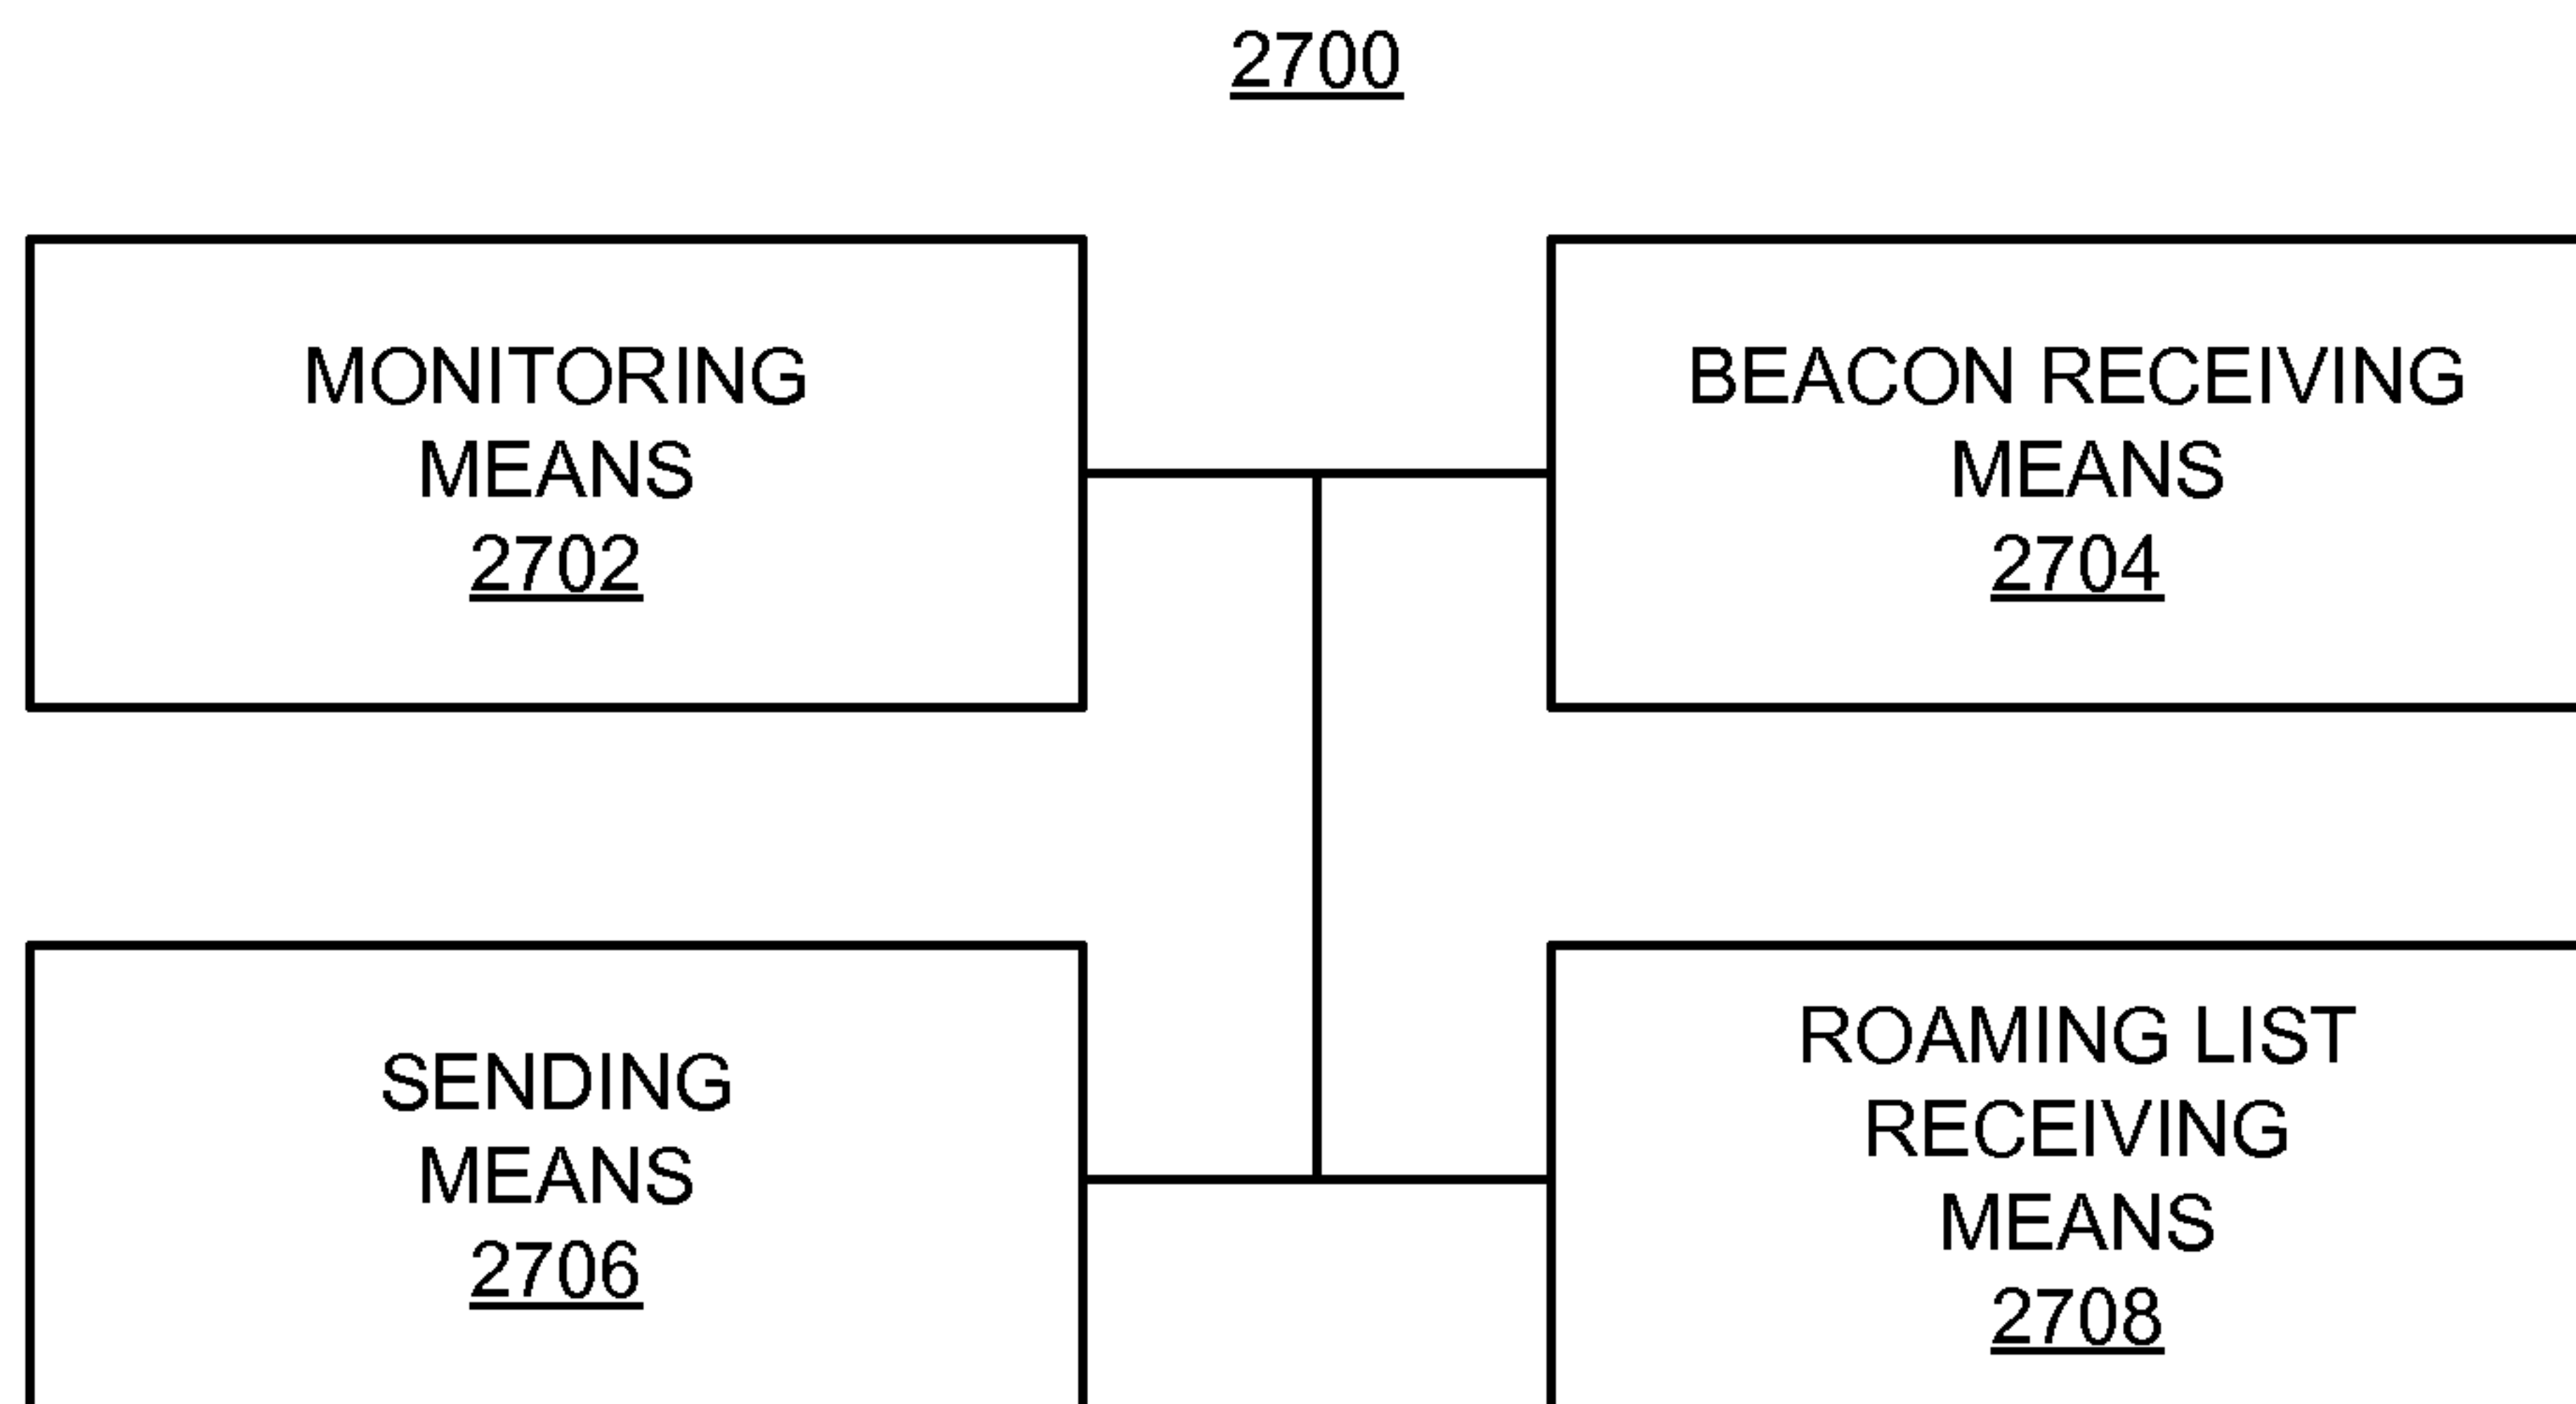 2700
MONITORING
MEANS
2702
BEACON RECEIVING
MEANS
2704
SENDING
MEANS
2706
ROAMING LIST
RECEIVING
MEANS
2708